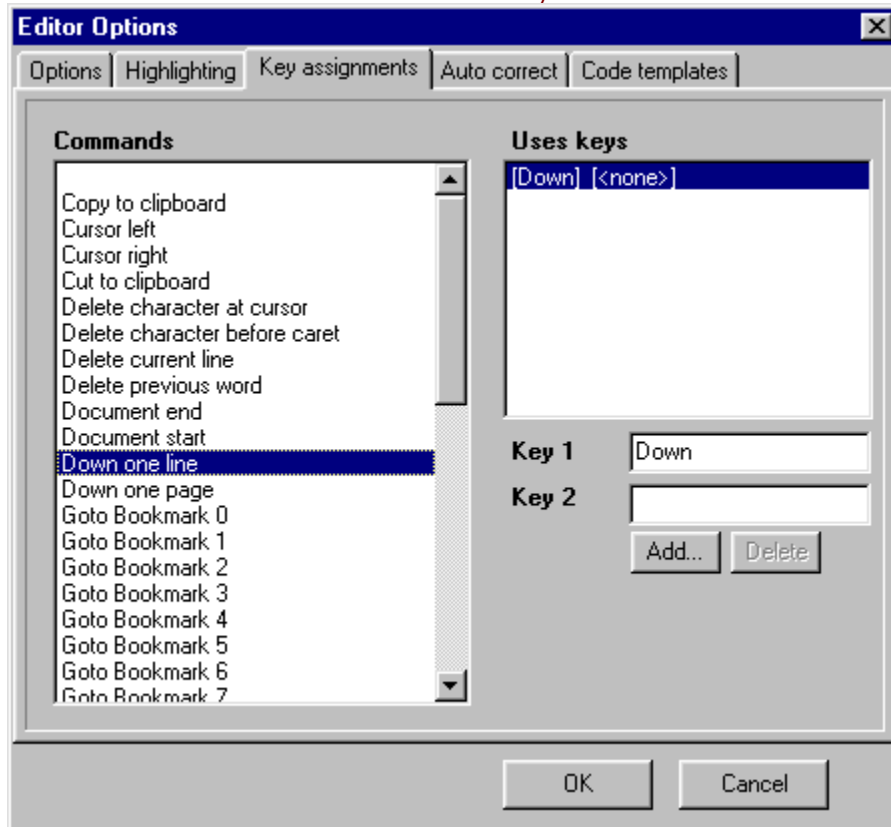 Editor Options
Options Highlighting Key assignments Auto correct Code templates
Commands
Copy to clipboard
Cursor left
Cursor right
Cut to clipboard
Delete character at cursor
Delete character before caret
Delete current line
Delete previous word
Document end
Document start
Down one line
Down one page
Goto Bookmark 0
Goto Bookmark 1
Goto Bookmark 2
Goto Bookmark 3
Goto Bookmark 4
Goto Bookmark 5
Goto Bookmark 6
Goto Bookmark 7
Uses keys
[Down] [<none>]
Key 1 Down
Key 2
Add... Delete
OK Cancel